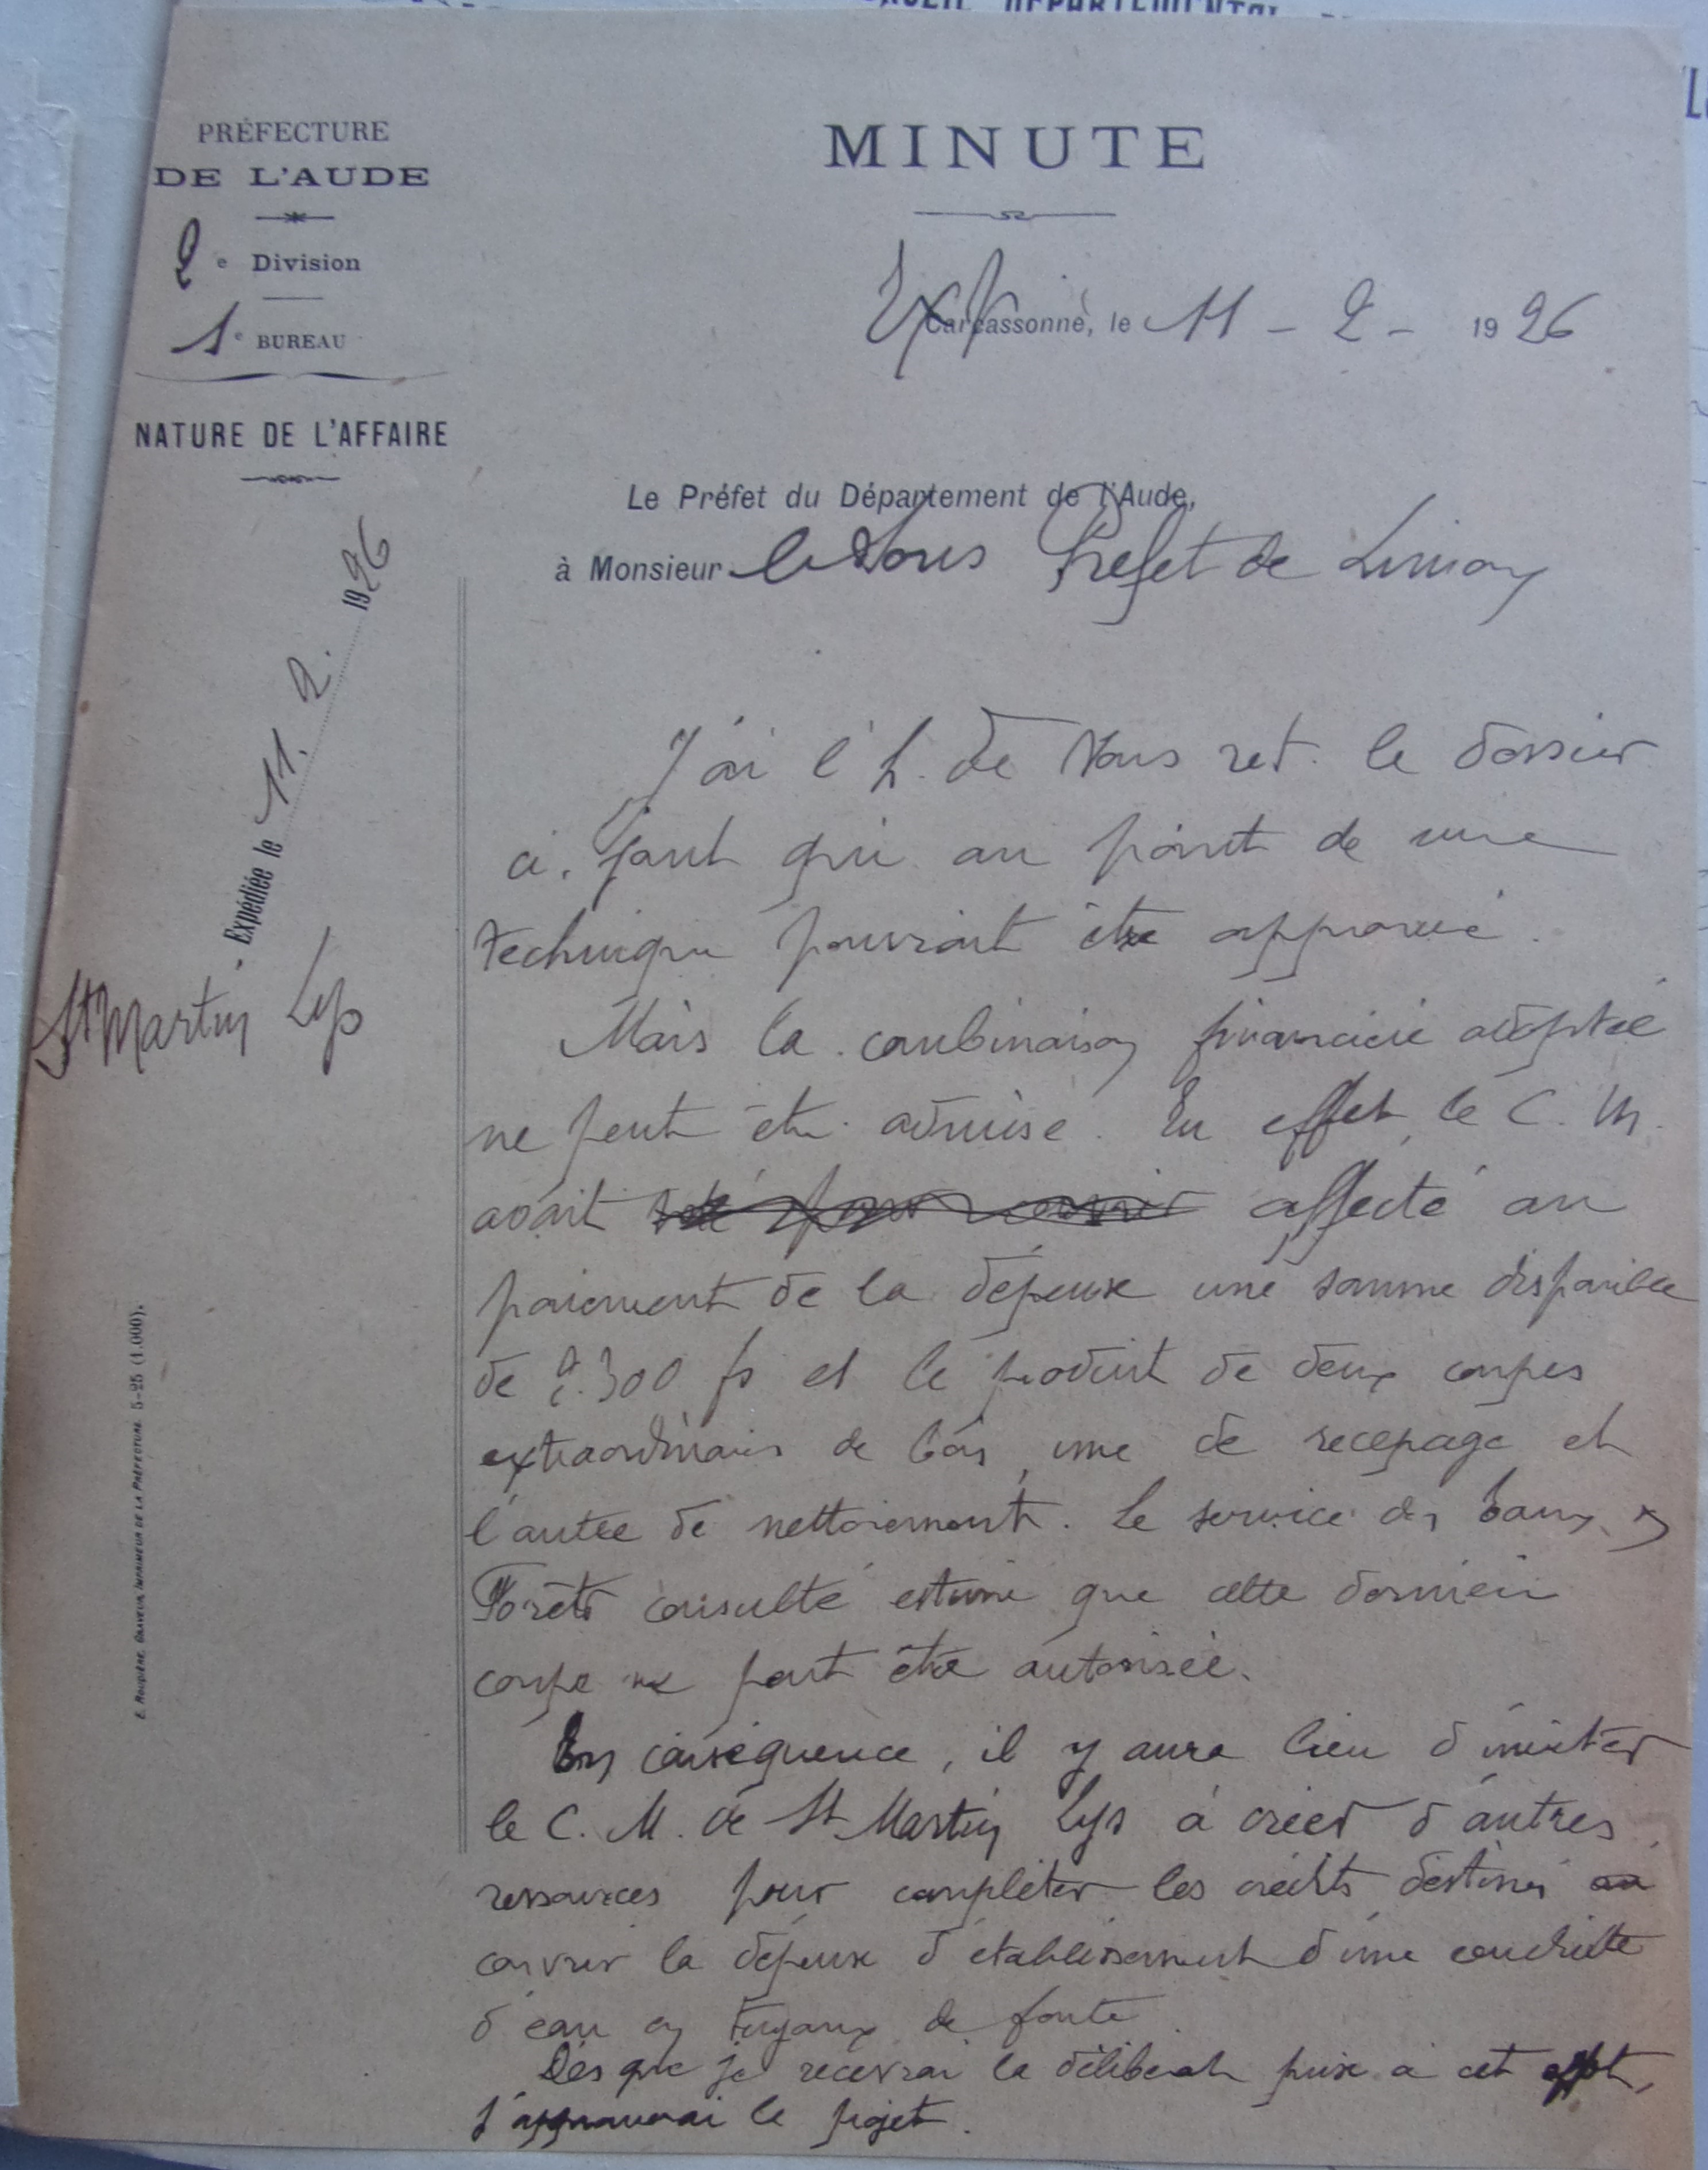 PRÉFECTURE
DE L'AUDE
2e Division
1e BUREAU
NATURE DE L'AFFAIRE
Expédiée le 11. 2. 1926
St Martin Lys
E. ROUDIÈRE, GRAVEUR, IMPRIMEUR DE LA PRÉFECTURE. 5-25 (1.000).
MINUTE
Carcassonne, le 11 - 2 - 1926
Le Préfet du Département de l'Aude,
à Monsieur le Sous Préfet de Limoux
J'ai l'h. de vous ret. le dossier
ci. joint qui au point de vue
technique pourrait être approuvé.
Mais la combinaison financière adoptée
ne peut être admise. En effet, le C. M.
avait affecté au
paiement de la dépense une somme disponible
de 2.300 fs et le produit de deux coupes
extraordinaires de bois, une de recepage et
l'autre de nettoiement. Le service des Eaux &
Forêts consulté estime que cette dernière
coupe ne peut être autorisée.
En conséquence, il y aura lieu d'inviter
le C. M. de St Martin Lys à créer d'autres
ressources pour compléter les crédits destinés à
couvrir la dépense d'établissement d'une conduite
d'eau en tuyaux de fonte.
Dès que je recevrai la délibérat prise à cet effet,
j'approuverai le projet.